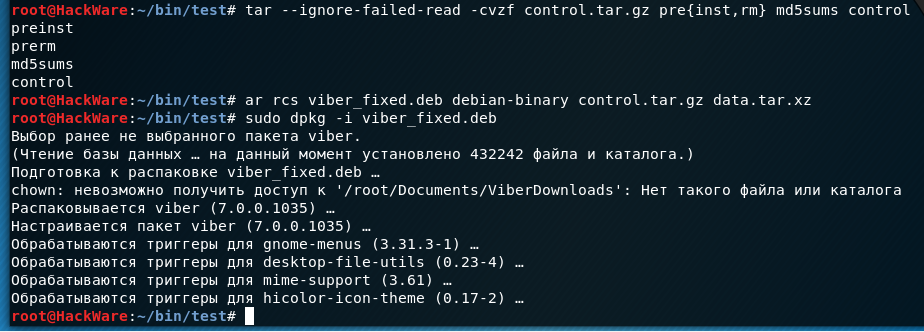 root@HackWare:~/bin/test# tar --ignore-failed-read -cvzf control.tar.gz pre{inst,rm} md5sums control
preinst
prerm
md5sums
control
root@HackWare:~/bin/test# ar rcs viber_fixed.deb debian-binary control.tar.gz data.tar.xz
root@HackWare:~/bin/test# sudo dpkg -i viber_fixed.deb
Выбор ранее не выбранного пакета viber.
(Чтение базы данных … на данный момент установлено 432242 файла и каталога.)
Подготовка к распаковке viber_fixed.deb …
chown: невозможно получить доступ к '/root/Documents/ViberDownloads': Нет такого файла или каталога
Распаковывается viber (7.0.0.1035) …
Настраивается пакет viber (7.0.0.1035) …
Обрабатываются триггеры для gnome-menus (3.31.3-1) …
Обрабатываются триггеры для desktop-file-utils (0.23-4) …
Обрабатываются триггеры для mime-support (3.61) …
Обрабатываются триггеры для hicolor-icon-theme (0.17-2) …
root@HackWare:~/bin/test#